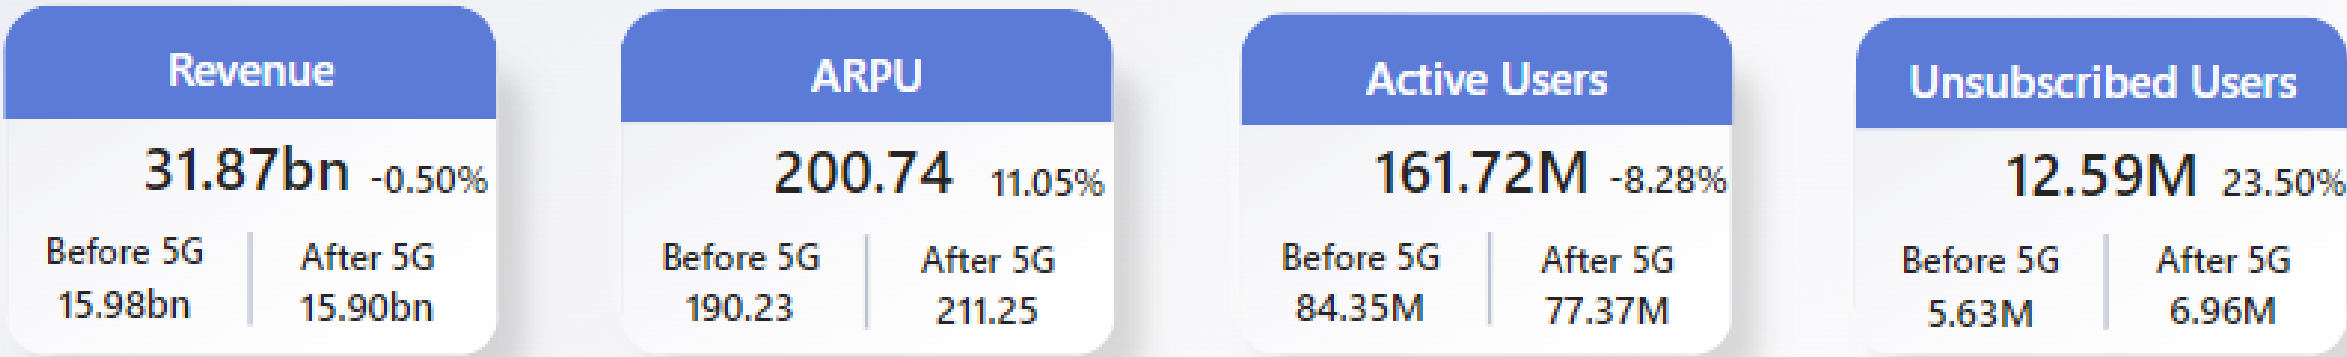 Revenue
31.87bn -0.50%
Before 5G After 5G
15.98bn 15.90bn
ARPU
200.74 11.05%
Before 5G After 5G
190.23 211.25
Active Users
161.72M -8.28%
Before 5G After 5G
84.35M 77.37M
Unsubscribed Users
12.59M 23.50%
Before 5G After 5G
5.63M 6.96M